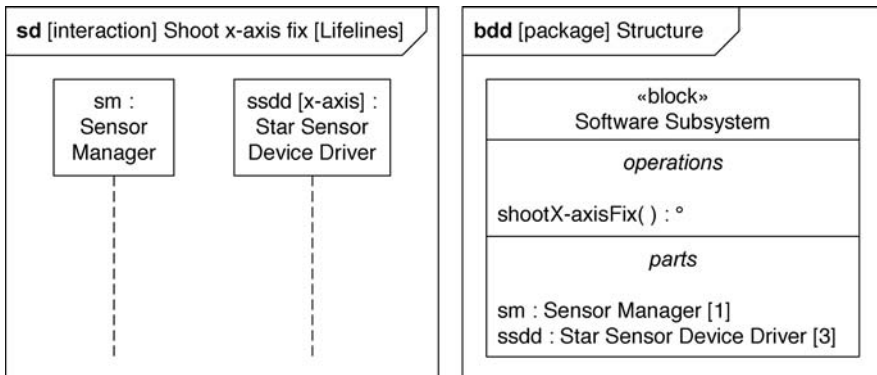 sd [interaction] Shoot x-axis fix [Lifelines]
sm :
Sensor
Manager
ssdd [x-axis] :
Star Sensor
Device Driver
bdd [package] Structure
«block»
Software Subsystem
operations
shootX-axisFix( ) : °
parts
sm : Sensor Manager [1]
ssdd : Star Sensor Device Driver [3]